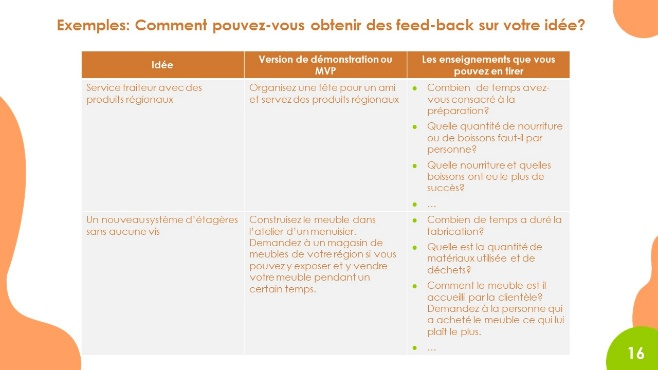 Exemples: Comment pouvez-vous obtenir des feed-back sur votre idée?
Idée
Version de démonstration ou
MVP
Les enseignements que vous
pouvez en tirer
Service traiteur avec des
produits régionaux
Organisez une fête pour un ami
et servez des produits régionaux
● Combien de temps avez-
vous consacré à la
préparation?
● Quelle quantité de nourriture
ou de boissons faut-il par
personne?
● Quelle nourriture et quelles
boissons ont eu le plus de
succès?
● ...
Un nouveau système d'étagères
sans aucune vis
Construisez le meuble dans
l'atelier d'un menuisier.
Demandez à un magasin de
meubles de votre région si vous
pouvez y exposer et y vendre
votre meuble pendant un
certain temps.
● Combien de temps a duré la
fabrication?
● Quelle est la quantité de
matériaux utilisée et de
déchets?
● Comment le meuble est il
accueilli par la clientèle?
Demandez à la personne qui
a acheté le meuble ce qui lui
plaît le plus.
● ...
16